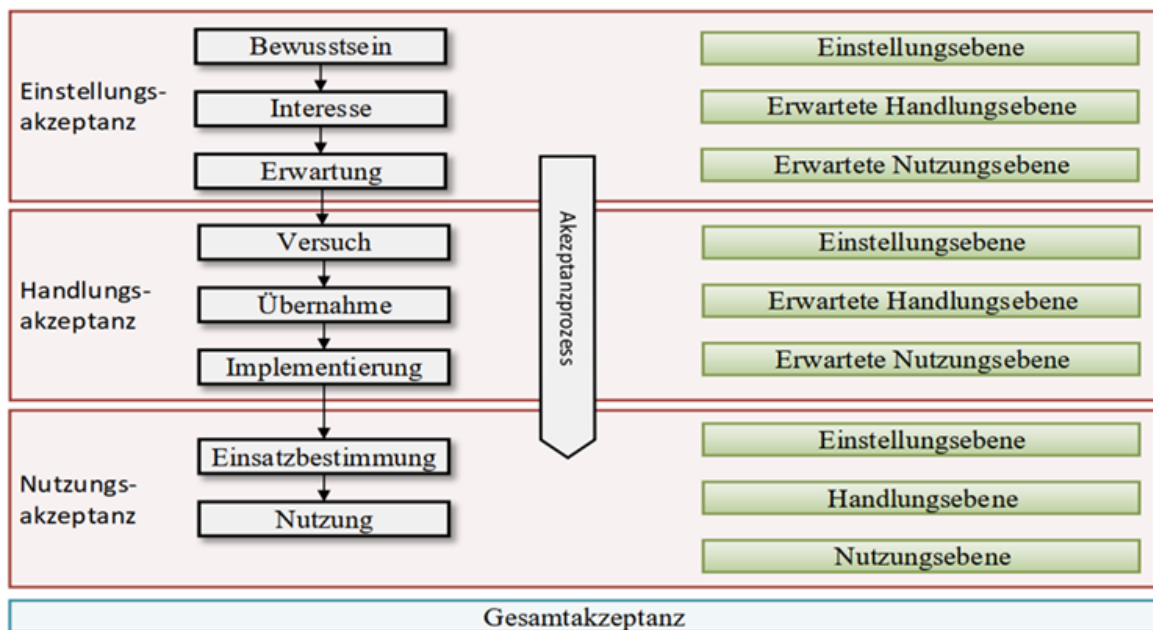 Einstellungs-
akzeptanz
Bewusstsein
Interesse
Erwartung
Einstellungsebene
Erwartete Handlungsebene
Erwartete Nutzungsebene
Akezptanzprozess
Handlungs-
akzeptanz
Versuch
Übernahme
Implementierung
Einstellungsebene
Erwartete Handlungsebene
Erwartete Nutzungsebene
Nutzungs-
akzeptanz
Einsatzbestimmung
Nutzung
Einstellungsebene
Handlungsebene
Nutzungsebene
Gesamtakzeptanz